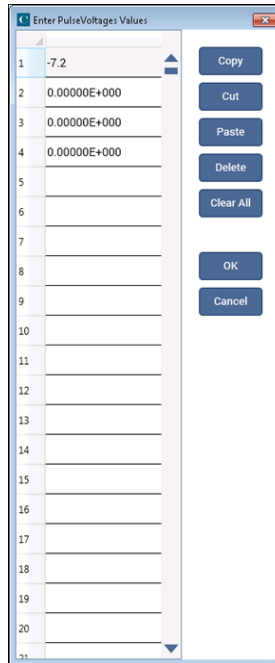 C Enter PulseVoltages Values
1 -7.2
2 0.00000E+000
3 0.00000E+000
4 0.00000E+000
5
6
7
8
9
10
11
12
13
14
15
16
17
18
19
20
21
Copy
Cut
Paste
Delete
Clear All
OK
Cancel